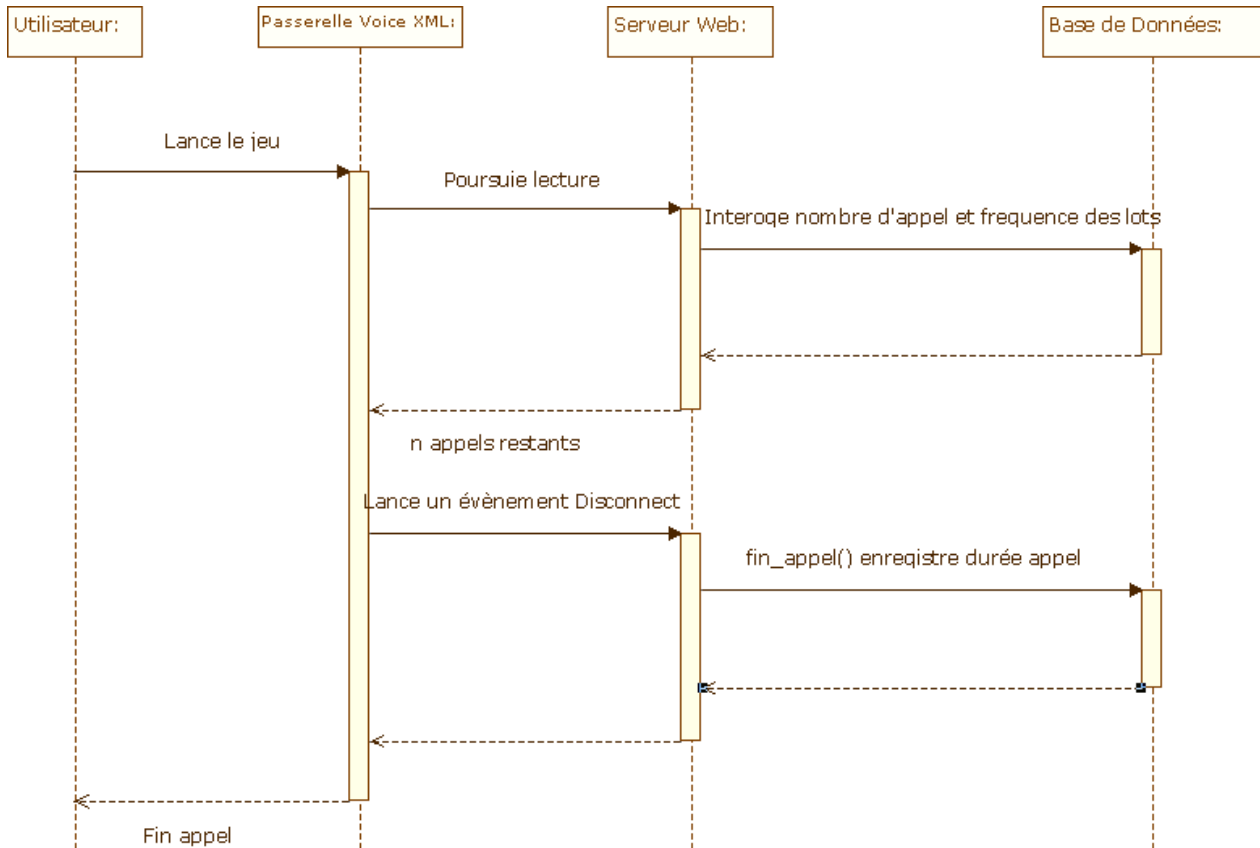 Utilisateur:
Passerelle Voice XML:
Serveur Web:
Base de Données:
Lance le jeu
Poursuie lecture
Interoge nombre d'appel et frequence des lots
n appels restants
Lance un évènement Disconnect
fin_appel() enregistre durée appel
Fin appel